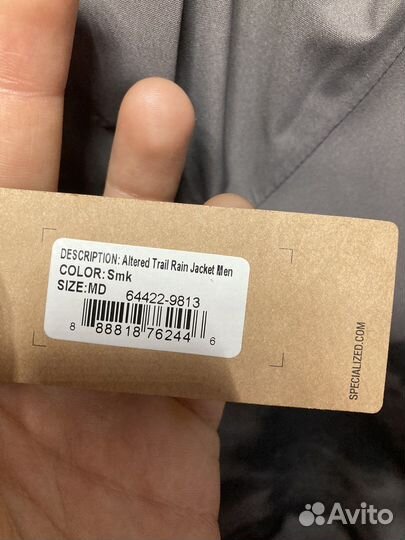 DESCRIPTION: Altered Trail Rain Jacket Men
COLOR: Smk
SIZE:MD
64422-9813
8 88818 76244 6
SPECIALIZED.COM
Avito